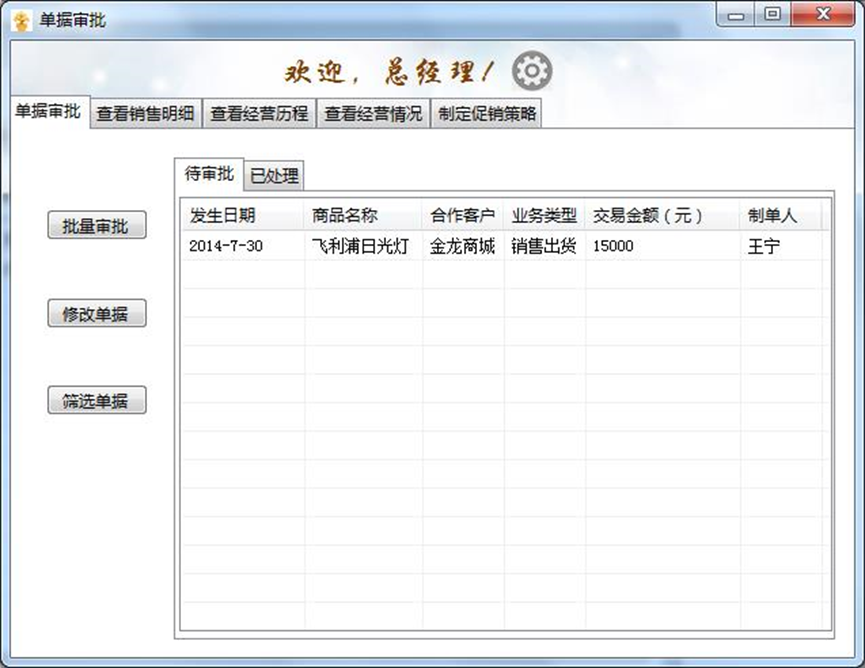 单据审批
欢迎，总经理！
单据审批 查看销售明细 查看经营历程 查看经营情况 制定促销策略
待审批 已处理
发生日期 商品名称 合作客户 业务类型 交易金额（元） 制单人
2014-7-30 飞利浦日光灯 金龙商城 销售出货 15000 王宁
批量审批
修改单据
筛选单据